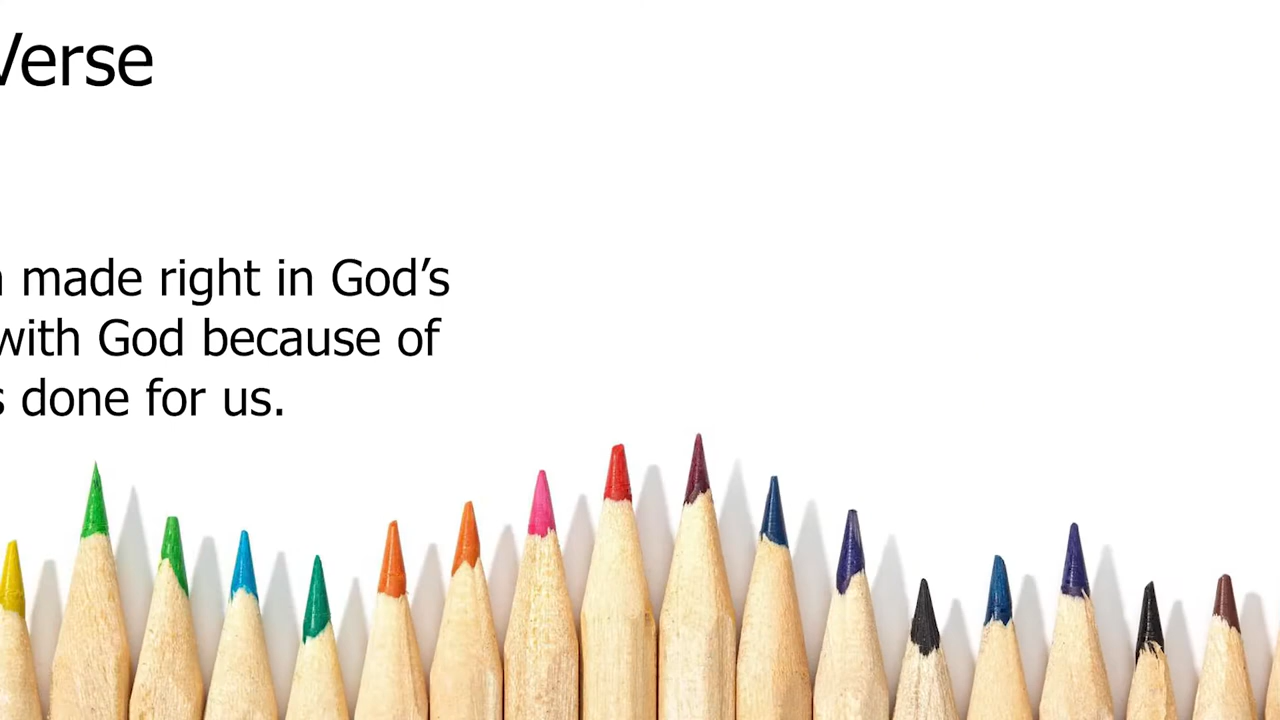 Verse
made right in God’s
with God because of
done for us.